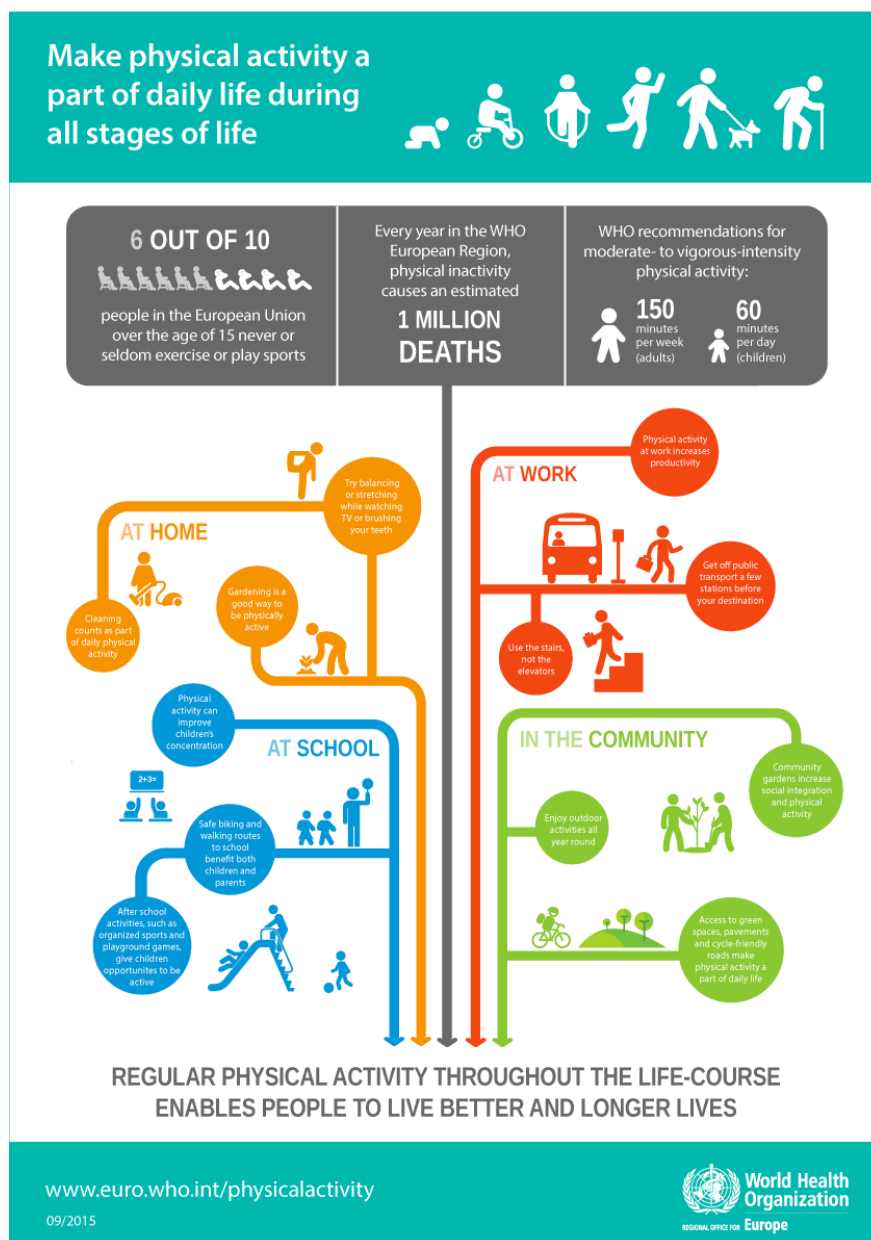 Make physical activity a
part of daily life during
all stages of life
6 OUT OF 10
people in the European Union
over the age of 15 never or
seldom exercise or play sports
Every year in the WHO
European Region,
physical inactivity
causes an estimated
1 MILLION
DEATHS
WHO recommendations for
moderate- to vigorous-intensity
physical activity:
150
minutes
per week
(adults)
60
minutes
per day
(children)
AT HOME
Try balancing
or stretching
while watching
TV or brushing
your teeth
Cleaning
counts as part
of daily physical
activity
Gardening is a
good way to
be physically
active
AT WORK
Physical activity
at work increases
productivity
Get off public
transport a few
stations before
your destination
Use the stairs,
not the
elevators
AT SCHOOL
Physical
activity can
improve
children's
concentration
2+3=
Safe biking and
walking routes
to school
benefit both
children and
parents
After school
activities, such as
organized sports and
playground games,
give children
opportunites to be
active
IN THE COMMUNITY
Community
gardens increase
social integration
and physical
activity
Enjoy outdoor
activities all
year round
Access to green
spaces, pavements
and cycle-friendly
roads make
physical activity a
part of daily life
REGULAR PHYSICAL ACTIVITY THROUGHOUT THE LIFE-COURSE
ENABLES PEOPLE TO LIVE BETTER AND LONGER LIVES
www.euro.who.int/physicalactivity
09/2015
World Health
Organization
REGIONAL OFFICE FOR Europe